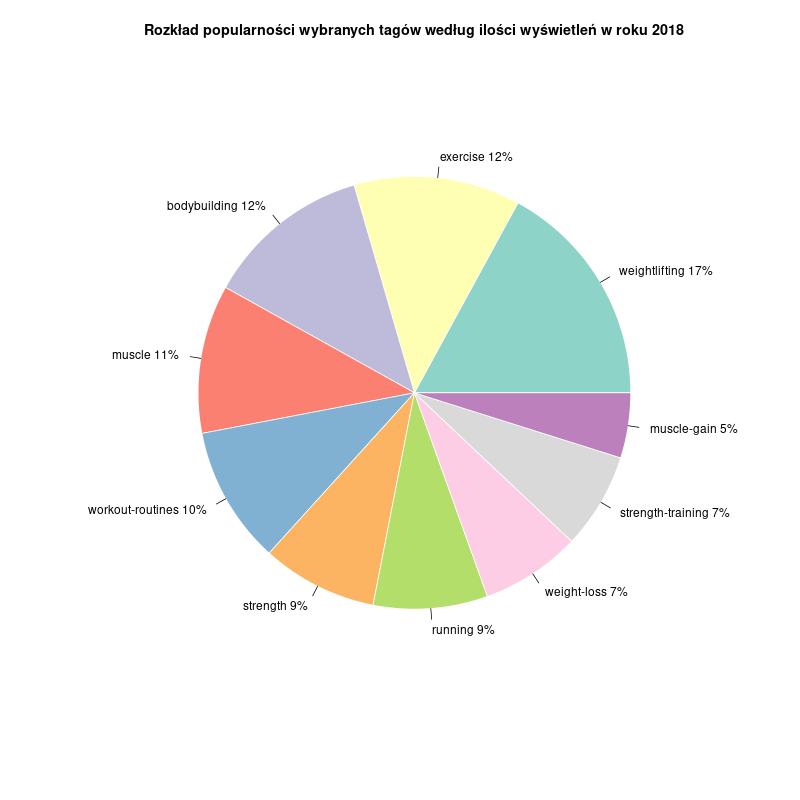 Rozkład popularności wybranych tagów według ilości wyświetleń w roku 2018
exercise 12%
bodybuilding 12%
weightlifting 17%
muscle 11%
muscle-gain 5%
workout-routines 10%
strength-training 7%
weight-loss 7%
strength 9%
running 9%